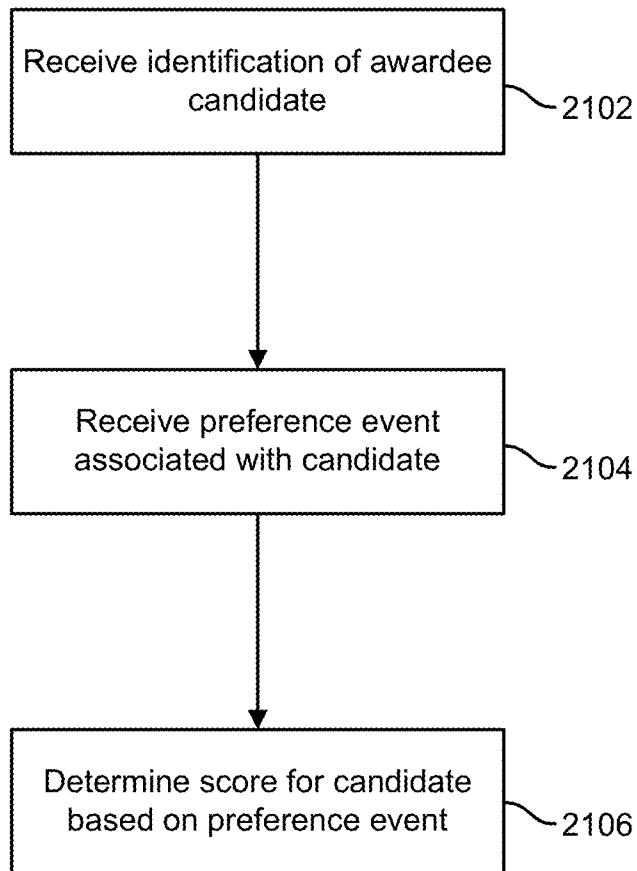 Receive identification of awardee
candidate
2102
Receive preference event
associated with candidate
2104
Determine score for candidate
based on preference event
2106